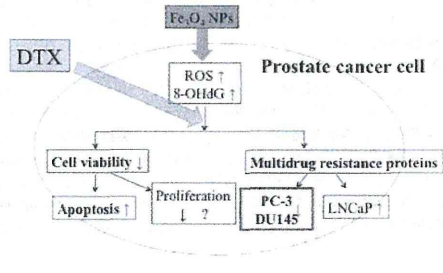 Fe₃O₄ NPs
DTX
ROS ↑
8-OHdG ↑
Prostate cancer cell
Cell viability ↓
Multidrug resistance proteins
Apoptosis ↑
Proliferation
↓ ?
PC-3
DU145 ↓
LNCaP ↑